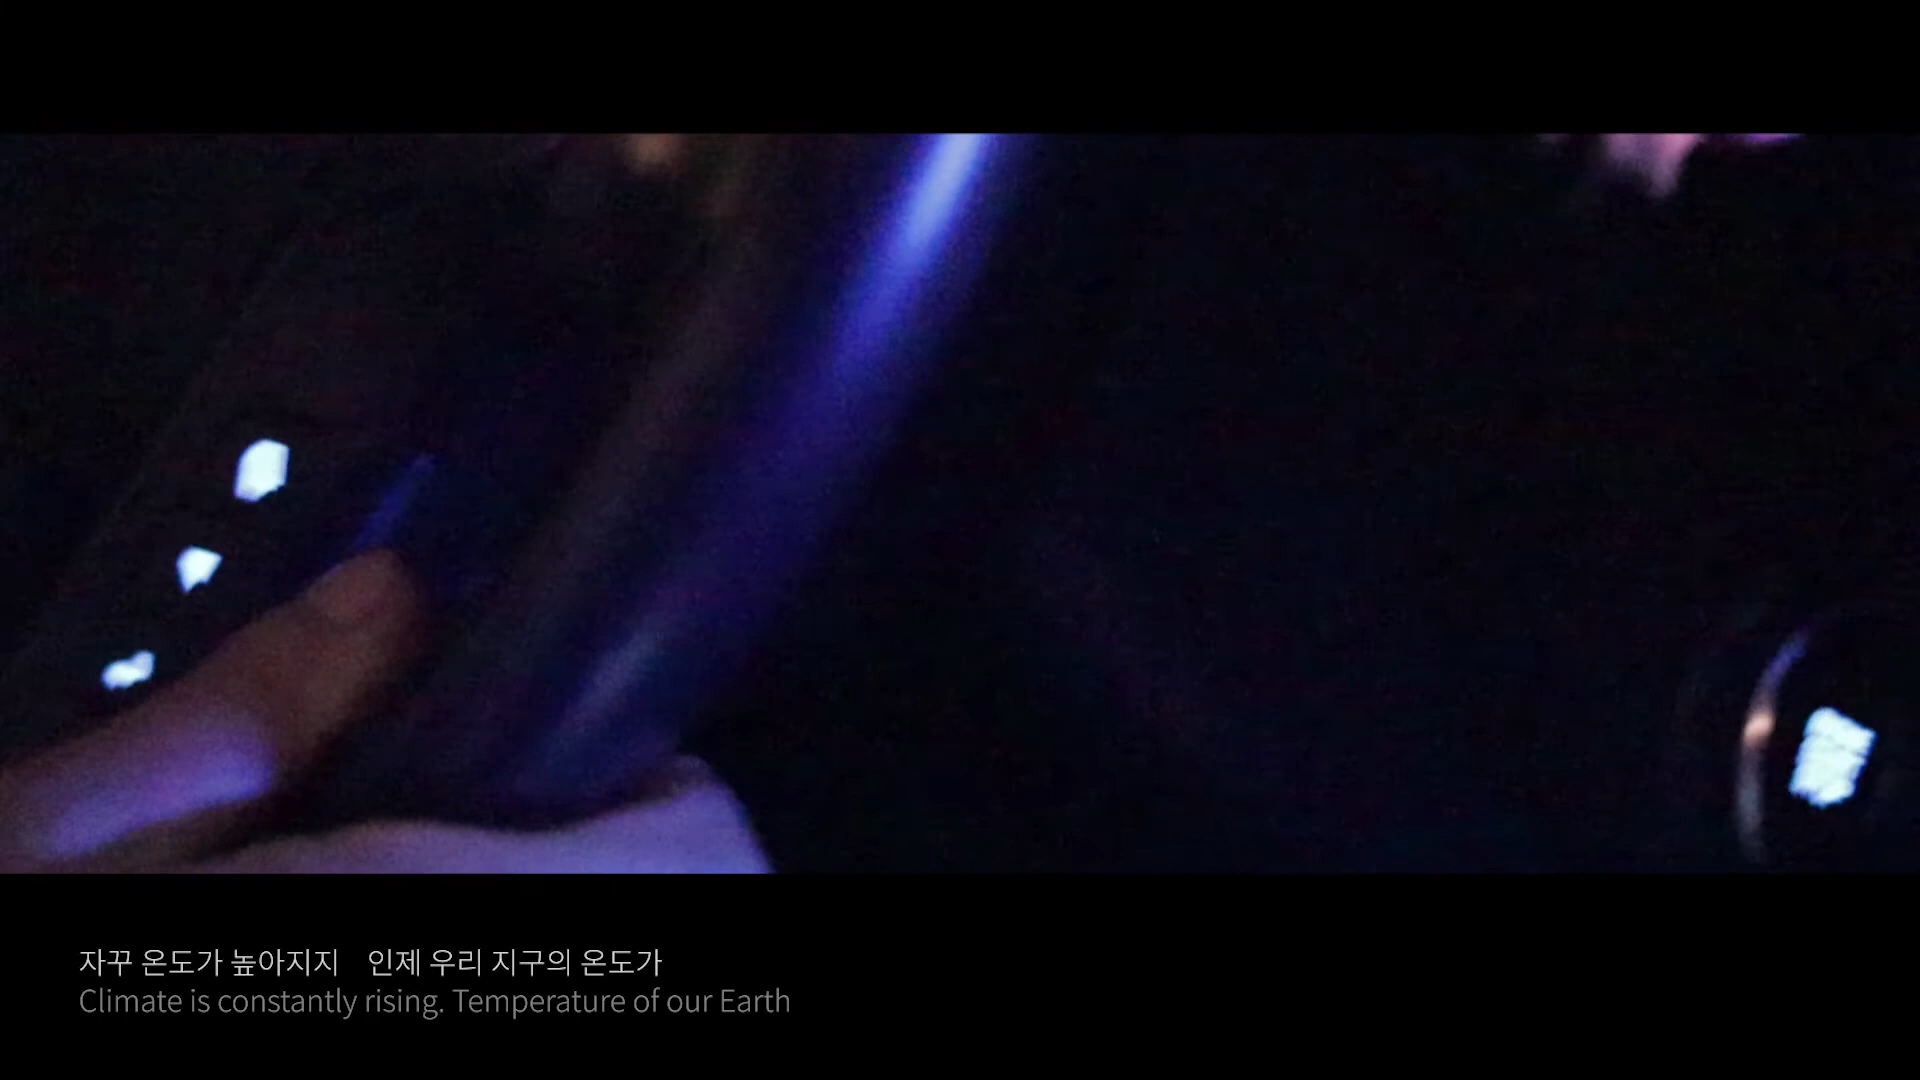 자꾸 온도가 높아지지 인제 우리 지구의 온도가
Climate is constantly rising. Temperature of our Earth